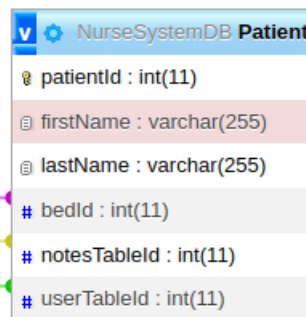 v NurseSystemDB Patient
patientId : int(11)
firstName : varchar(255)
lastName : varchar(255)
# bedId : int(11)
# notesTableId : int(11)
# userTableId : int(11)